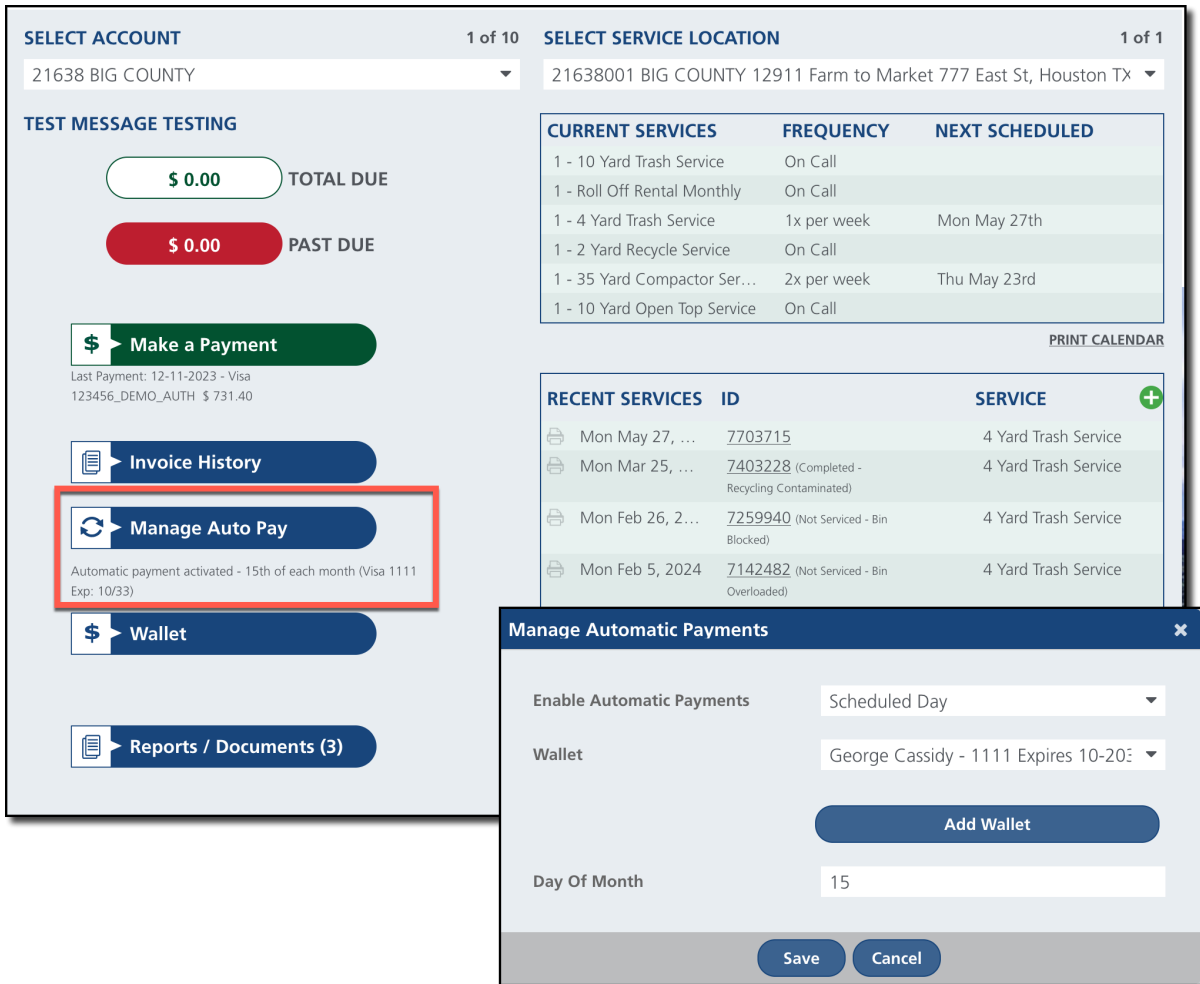 SELECT ACCOUNT 1 of 10
21638 BIG COUNTY
TEST MESSAGE TESTING
$ 0.00 TOTAL DUE
$ 0.00 PAST DUE
$ Make a Payment
Last Payment: 12-11-2023 - Visa
123456_DEMO_AUTH $ 731.40
Invoice History
Manage Auto Pay
Automatic payment activated - 15th of each month (Visa 1111
Exp: 10/33)
$ Wallet
Reports / Documents (3)
SELECT SERVICE LOCATION 1 of 1
21638001 BIG COUNTY 12911 Farm to Market 777 East St, Houston TX
CURRENT SERVICES FREQUENCY NEXT SCHEDULED
1 - 10 Yard Trash Service On Call
1 - Roll Off Rental Monthly On Call
1 - 4 Yard Trash Service 1x per week Mon May 27th
1 - 2 Yard Recycle Service On Call
1 - 35 Yard Compactor Ser... 2x per week Thu May 23rd
1 - 10 Yard Open Top Service On Call
PRINT CALENDAR
RECENT SERVICES ID SERVICE
Mon May 27, ... 7703715 4 Yard Trash Service
Mon Mar 25, ... 7403228 (Completed - 4 Yard Trash Service
Recycling Contaminated)
Mon Feb 26, 2... 7259940 (Not Serviced - Bin 4 Yard Trash Service
Blocked)
Mon Feb 5, 2024 7142482 (Not Serviced - Bin 4 Yard Trash Service
Overloaded)
Manage Automatic Payments
Enable Automatic Payments Scheduled Day
Wallet George Cassidy - 1111 Expires 10-203
Add Wallet
Day Of Month 15
Save Cancel